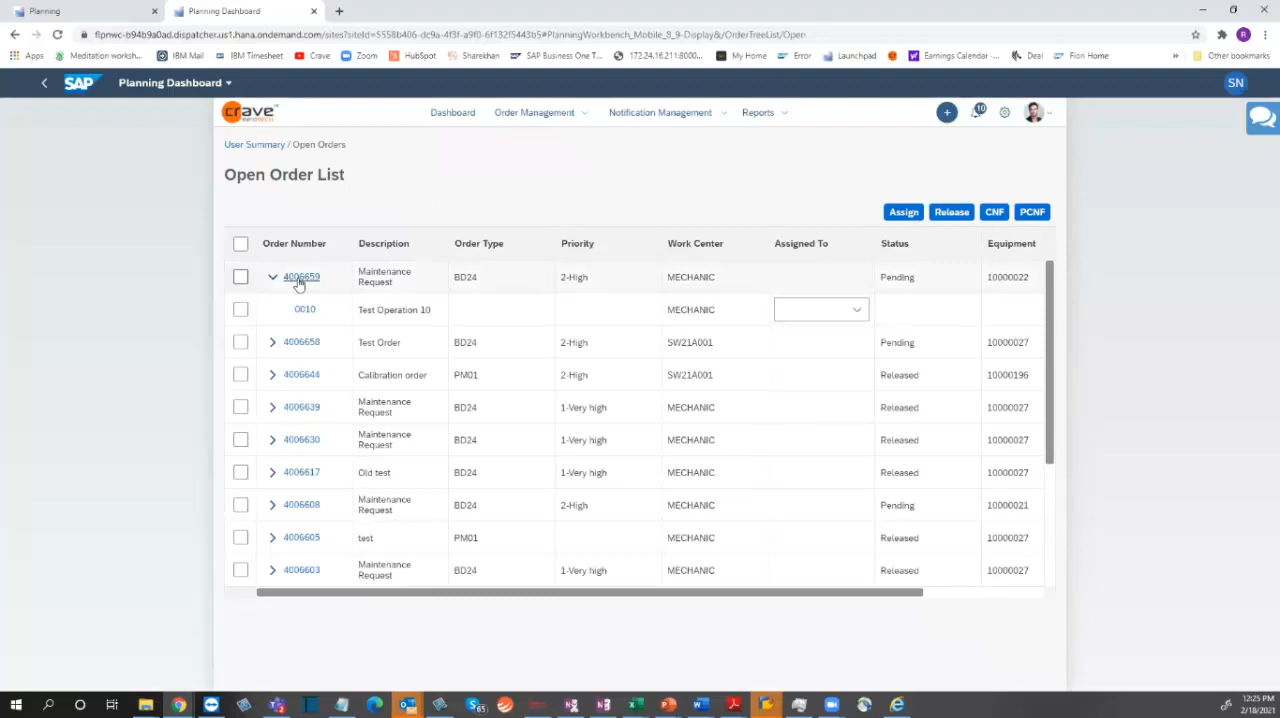 Planning
Planning Dashboard
flpnwc-b94b9a0ad.dispatcher.us1.hana.ondemand.com/sites?siteId=5558b406-dc9a-4f3f-a9f0-6f132f5443b5#PlanningWorkbench_Mobile_8_9-Display&/OrderTreeList/Open
R
Apps Meditation worksh... IBM Mail IBM Timesheet Crave Zoom HubSpot Sharekhan SAP Business One T... 172.24.16.211:8000... My Home Error Launchpad Earnings Calendar -... Deal Fiori Home » Other bookmarks
SAP Planning Dashboard SN
crave INFOTECH Dashboard Order Management Notification Management Reports + 10
User Summary / Open Orders
Open Order List
Assign Release CNF PCNF
Order Number Description Order Type Priority Work Center Assigned To Status Equipment
4006659 Maintenance Request BD24 2-High MECHANIC Pending 10000022
0010 Test Operation 10 MECHANIC
4006658 Test Order BD24 2-High SW21A001 Pending 10000027
4006644 Calibration order PM01 2-High SW21A001 Released 10000196
4006639 Maintenance Request BD24 1-Very high MECHANIC Released 10000027
4006630 Maintenance Request BD24 1-Very high MECHANIC Released 10000027
4006617 Old test BD24 1-Very high MECHANIC Released 10000027
4006608 Maintenance Request BD24 2-High MECHANIC Pending 10000021
4006605 test PM01 MECHANIC Released 10000027
4006603 Maintenance Request BD24 1-Very high MECHANIC Released 10000027
12:25 PM
2/18/2021